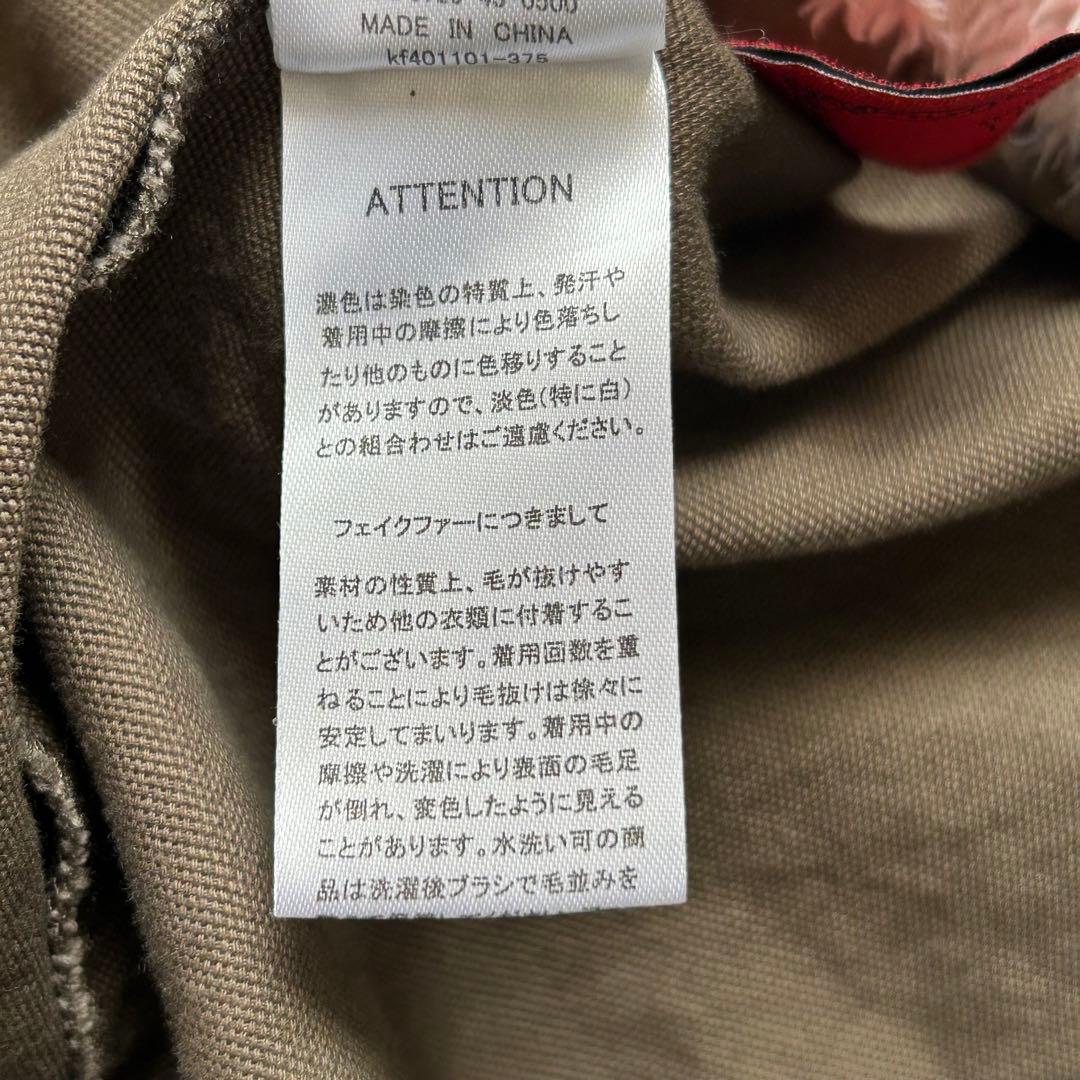 MADE IN CHINA
kf401101-375
ATTENTION
濃色は染色の特質上、発汗や
着用中の摩擦により色落ちし
たり他のものに色移りすること
がありますので、淡色(特に白)
との組合わせはご遠慮ください。
フェイクファーにつきまして
素材の性質上、毛が抜けやす
いため他の衣類に付着するこ
とがございます。着用回数を重
ねることにより毛抜けは徐々に
安定してまいります。着用中の
摩擦や洗濯により表面の毛足
が倒れ、変色したように見える
ことがあります。水洗い可の商
品は洗濯後ブラシで毛並みを